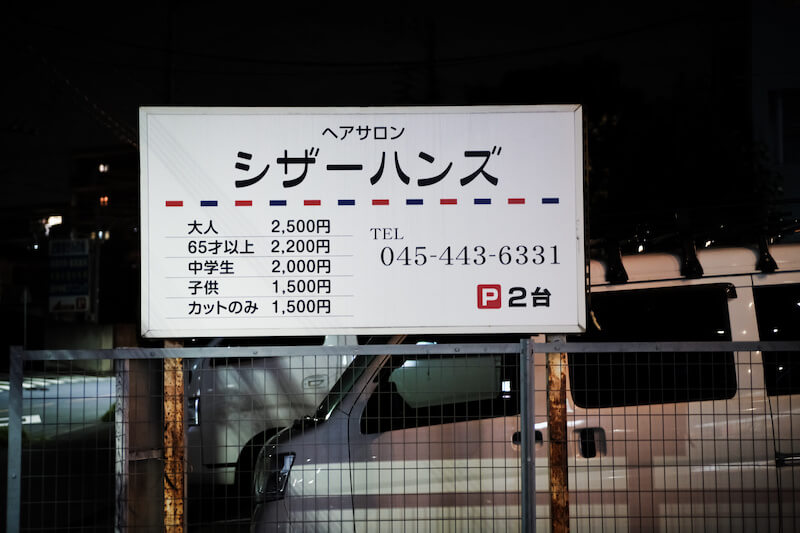 ヘアサロン
シザーハンズ
大人 2,500円
65才以上 2,200円
中学生 2,000円
子供 1,500円
カットのみ 1,500円
TEL
045-443-6331
P 2台